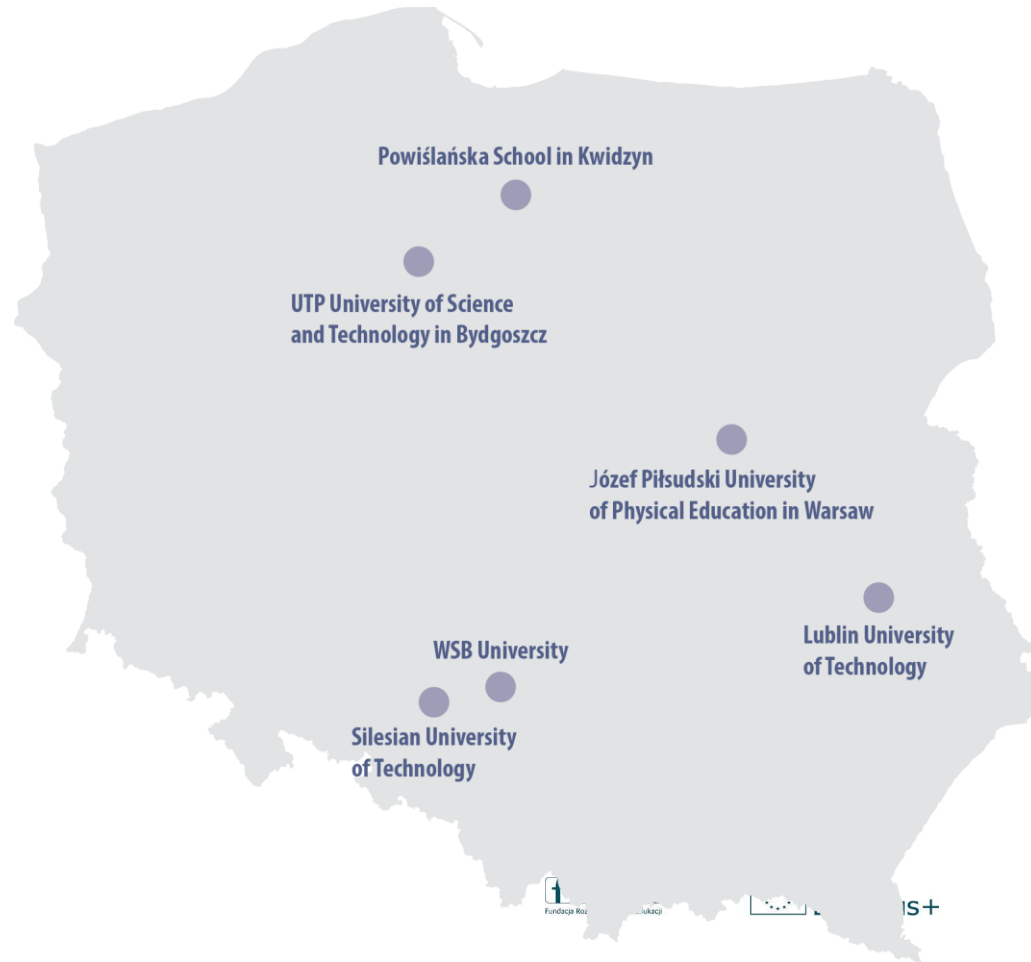 Powiślańska School in Kwidzyn
UTP University of Science
and Technology in Bydgoszcz
Józef Piłsudski University
of Physical Education in Warsaw
Lublin University
of Technology
WSB University
Silesian University
of Technology
Fundacja